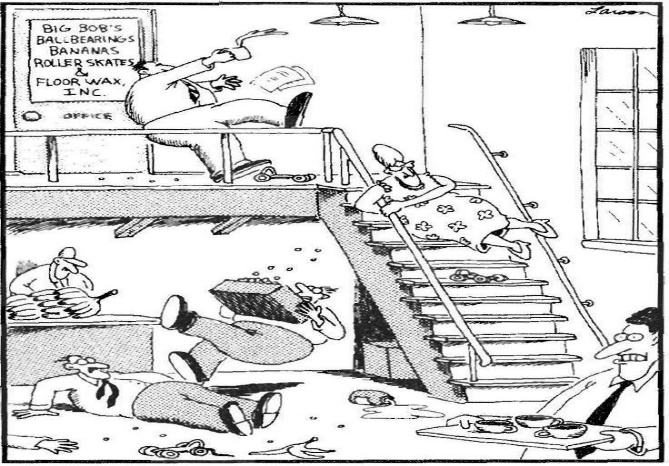 BIG BOB'S
BALLBEARINGS
BANANAS
ROLLER SKATES
&
FLOOR WAX,
INC.
OFFICE
Larson